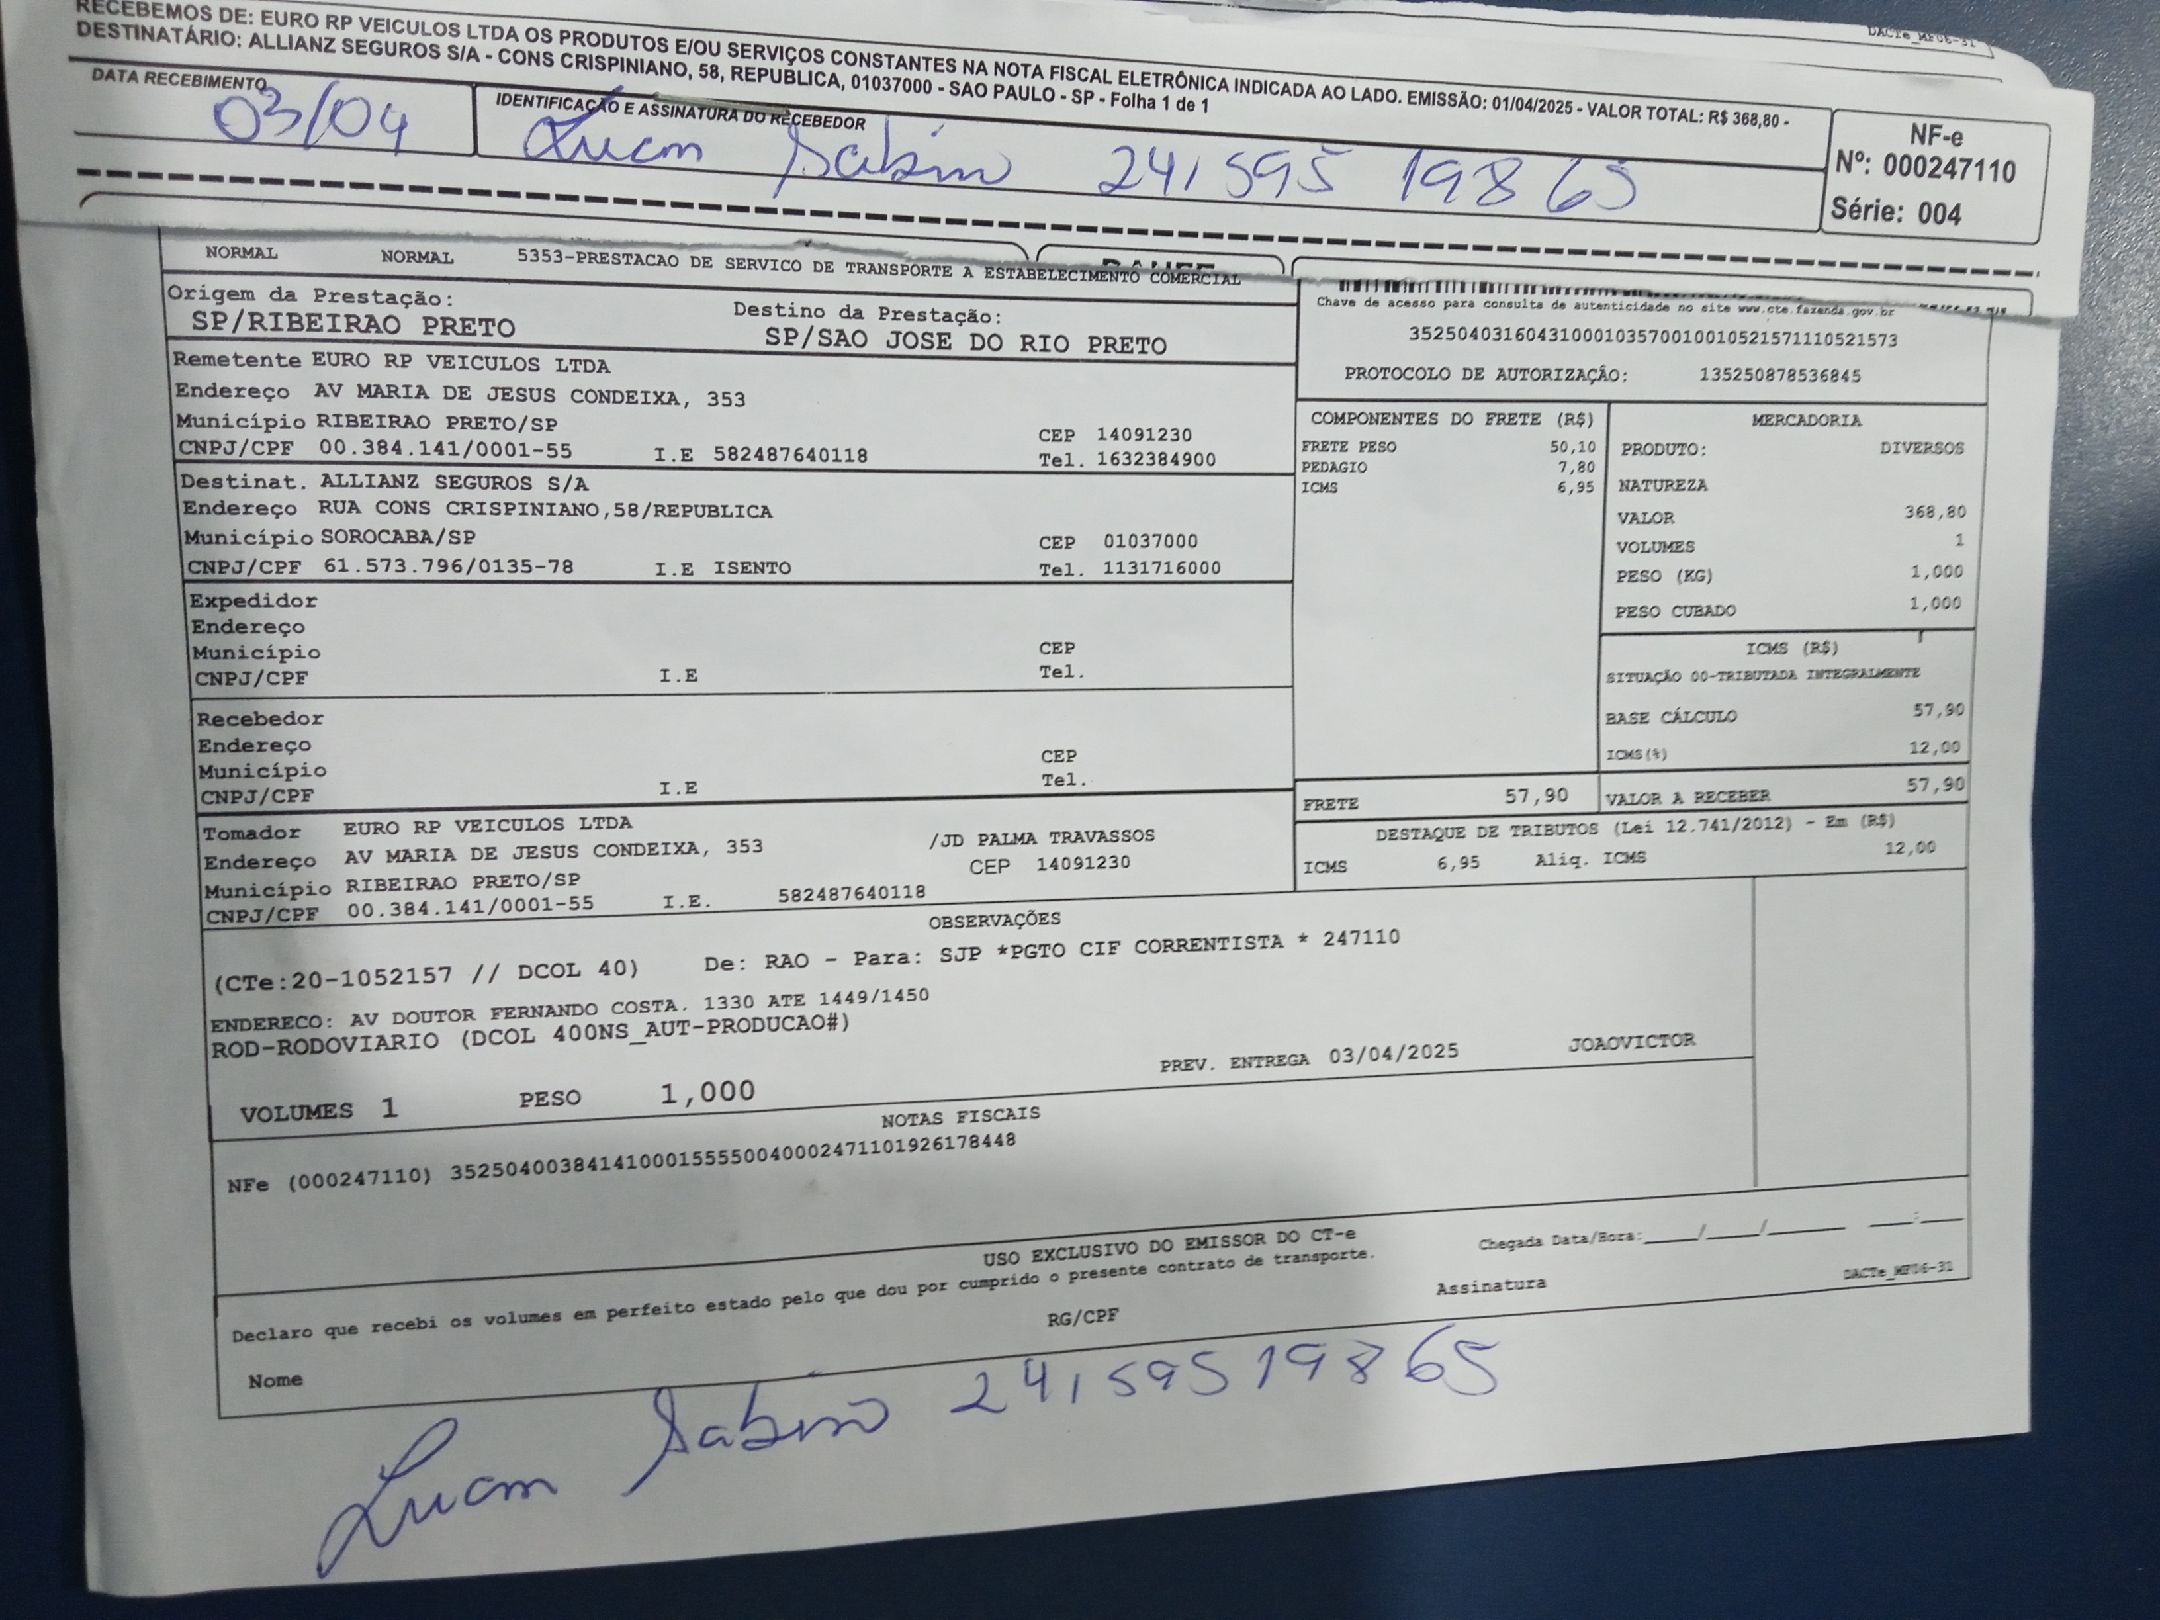 DACTe_MF06-31
RECEBEMOS DE: EURO RP VEICULOS LTDA OS PRODUTOS E/OU SERVIÇOS CONSTANTES NA NOTA FISCAL ELETRÔNICA INDICADA AO LADO. EMISSÃO: 01/04/2025 - VALOR TOTAL: R$ 368,80 -
DESTINATÁRIO: ALLIANZ SEGUROS S/A - CONS CRISPINIANO, 58, REPUBLICA, 01037000 - SAO PAULO - SP - Folha 1 de 1
DATA RECEBIMENTO
03/04
IDENTIFICAÇÃO E ASSINATURA DO RECEBEDOR
Sabino 241 595 198 65
NF-e
Nº: 000247110
Série: 004
NORMAL NORMAL 5353-PRESTACAO DE SERVICO DE TRANSPORTE A ESTABELECIMENTO COMERCIAL
Origem da Prestação:
SP/RIBEIRAO PRETO
Destino da Prestação:
SP/SAO JOSE DO RIO PRETO
Chave de acesso para consulta de autenticidade no site www.cte.fazenda.gov.br
35250403160431000103570010010521571110521573
PROTOCOLO DE AUTORIZAÇÃO: 135250878536845
Remetente EURO RP VEICULOS LTDA
Endereço AV MARIA DE JESUS CONDEIXA, 353
Município RIBEIRAO PRETO/SP CEP 14091230
CNPJ/CPF 00.384.141/0001-55 I.E 582487640118 Tel. 1632384900
Destinat. ALLIANZ SEGUROS S/A
Endereço RUA CONS CRISPINIANO,58/REPUBLICA
Município SOROCABA/SP CEP 01037000
CNPJ/CPF 61.573.796/0135-78 I.E ISENTO Tel. 1131716000
Expedidor
Endereço
Município CEP
CNPJ/CPF I.E Tel.
Recebedor
Endereço
Município CEP
CNPJ/CPF I.E Tel.
Tomador EURO RP VEICULOS LTDA
Endereço AV MARIA DE JESUS CONDEIXA, 353 /JD PALMA TRAVASSOS
Município RIBEIRAO PRETO/SP CEP 14091230
CNPJ/CPF 00.384.141/0001-55 I.E. 582487640118
COMPONENTES DO FRETE (R$)
FRETE PESO 50,10
PEDAGIO 7,80
ICMS 6,95
MERCADORIA
PRODUTO: DIVERSOS
NATUREZA
VALOR 368,80
VOLUMES 1
PESO (KG) 1,000
PESO CUBADO 1,000
ICMS (R$)
SITUAÇÃO 00-TRIBUTADA INTEGRALMENTE
BASE CÁLCULO 57,90
ICMS(%) 12,00
FRETE 57,90 VALOR A RECEBER 57,90
DESTAQUE DE TRIBUTOS (Lei 12.741/2012) - Em (R$)
ICMS 6,95 Aliq. ICMS 12,00
OBSERVAÇÕES
(CTe:20-1052157 // DCOL 40) De: RAO - Para: SJP *PGTO CIF CORRENTISTA * 247110
ENDERECO: AV DOUTOR FERNANDO COSTA. 1330 ATE 1449/1450
ROD-RODOVIARIO (DCOL 400NS_AUT-PRODUCAO#)
PREV. ENTREGA 03/04/2025 JOAOVICTOR
VOLUMES 1 PESO 1,000
NOTAS FISCAIS
NFe (000247110) 35250400384141000155550040002471101926178448
USO EXCLUSIVO DO EMISSOR DO CT-e
Declaro que recebi os volumes em perfeito estado pelo que dou por cumprido o presente contrato de transporte.
Chegada Data/Hora:_____/_____/_______ ____:____
Nome RG/CPF Assinatura DACTe_MF06-31
Sabino 241 595 198 65